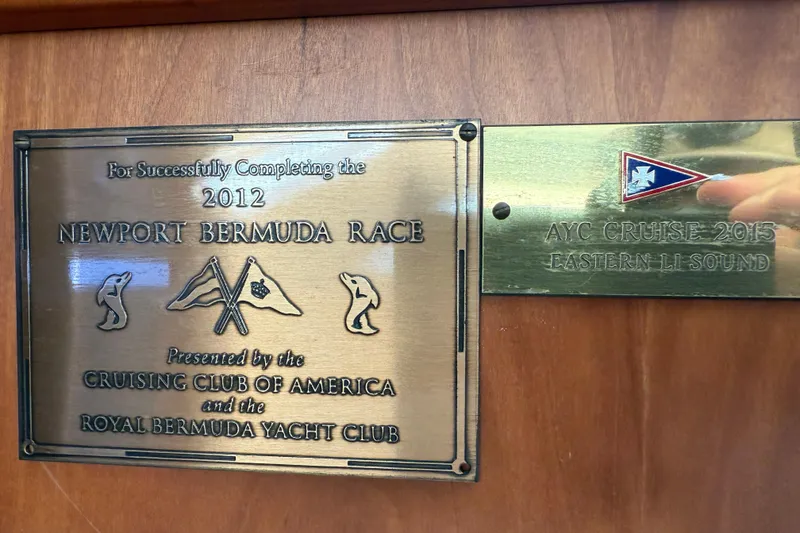 For Successfully Completing the
2012
NEWPORT BERMUDA RACE
Presented by the
CRUISING CLUB OF AMERICA
and the
ROYAL BERMUDA YACHT CLUB
AYC CRUISE 2015
EASTERN LI SOUND